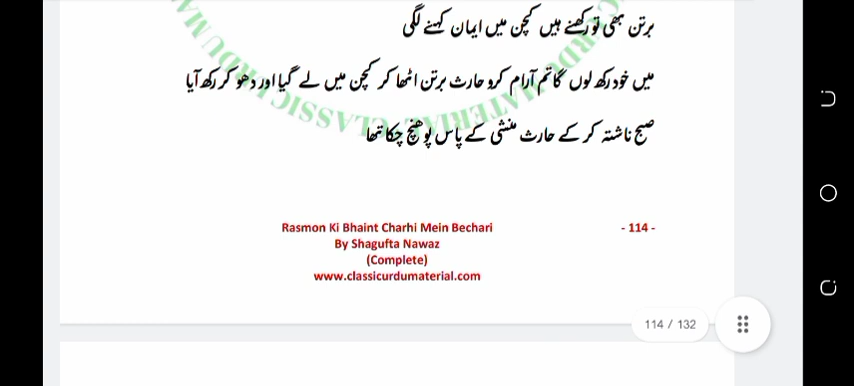 برتن بھی تو رکھنے ہیں کچن میں ایمان کہنے لگی
میں خود رکھ لوں گا تم آرام کرو حارث برتن اٹھا کر کچن میں لے گیا اور دھو کر رکھ آیا
صبح ناشتہ کر کے حارث منشی کے پاس پوھنچ چکا تھا
Rasmon Ki Bhaint Charhi Mein Bechari
- 114 -
By Shagufta Nawaz
(Complete)
www.classicurdumaterial.com
114 / 132